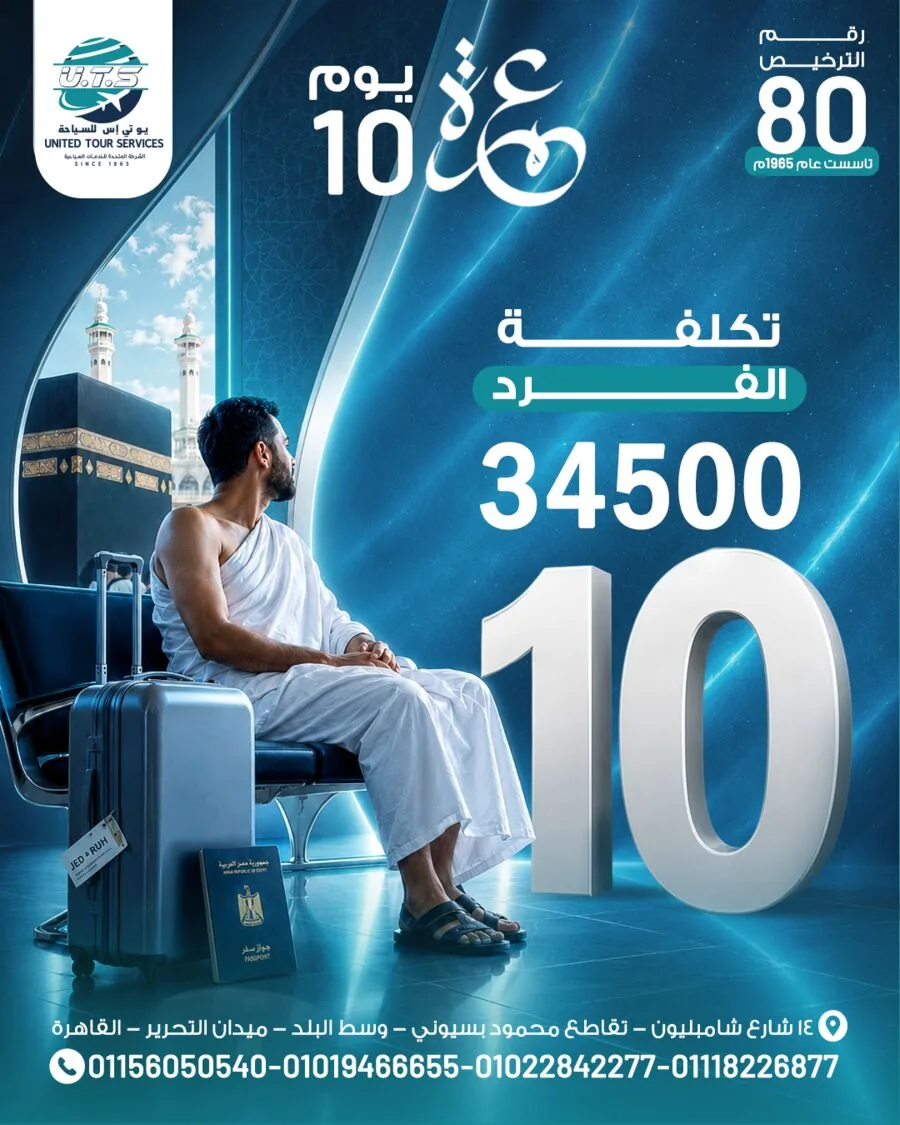 U.T.S
يو تي إس للسياحة
UNITED TOUR SERVICES
الشركة المتحدة للخدمات السياحية
SINCE 1965
عمرة
10 يوم
رقم
الترخيص
80
تاسست عام 1965م
تكلفة
الفرد
34500
10
JED RUH
جمهورية مصر العربية
ARAB REPUBLIC OF EGYPT
جواز سفر
PASSPORT
١٤ شارع شامبليون – تقاطع محمود بسيوني – وسط البلد – ميدان التحرير – القاهرة
01156050540-01019466655-01022842277-01118226877